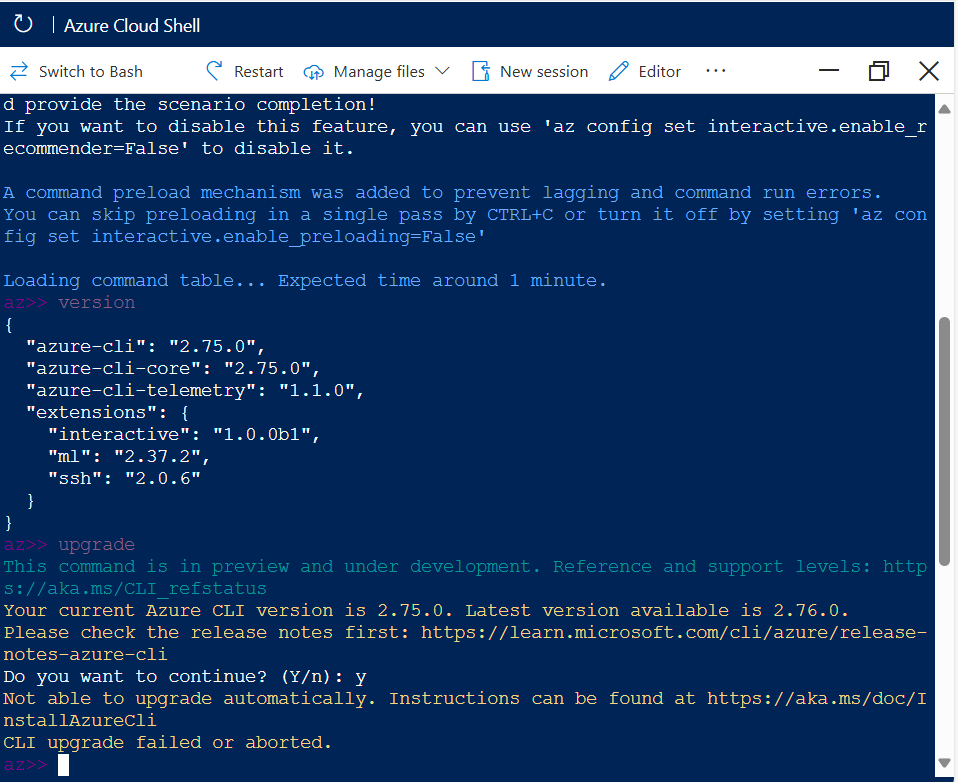 Azure Cloud Shell
Switch to Bash Restart Manage files New session Editor ...
d provide the scenario completion!
If you want to disable this feature, you can use 'az config set interactive.enable_r
ecommender=False' to disable it.
A command preload mechanism was added to prevent lagging and command run errors.
You can skip preloading in a single pass by CTRL+C or turn it off by setting 'az con
fig set interactive.enable_preloading=False'
Loading command table... Expected time around 1 minute.
az>> version
{
  "azure-cli": "2.75.0",
  "azure-cli-core": "2.75.0",
  "azure-cli-telemetry": "1.1.0",
  "extensions": {
    "interactive": "1.0.0b1",
    "ml": "2.37.2",
    "ssh": "2.0.6"
  }
}
az>> upgrade
This command is in preview and under development. Reference and support levels: http
s://aka.ms/CLI_refstatus
Your current Azure CLI version is 2.75.0. Latest version available is 2.76.0.
Please check the release notes first: https://learn.microsoft.com/cli/azure/release-
notes-azure-cli
Do you want to continue? (Y/n): y
Not able to upgrade automatically. Instructions can be found at https://aka.ms/doc/I
nstallAzureCli
CLI upgrade failed or aborted.
az>>